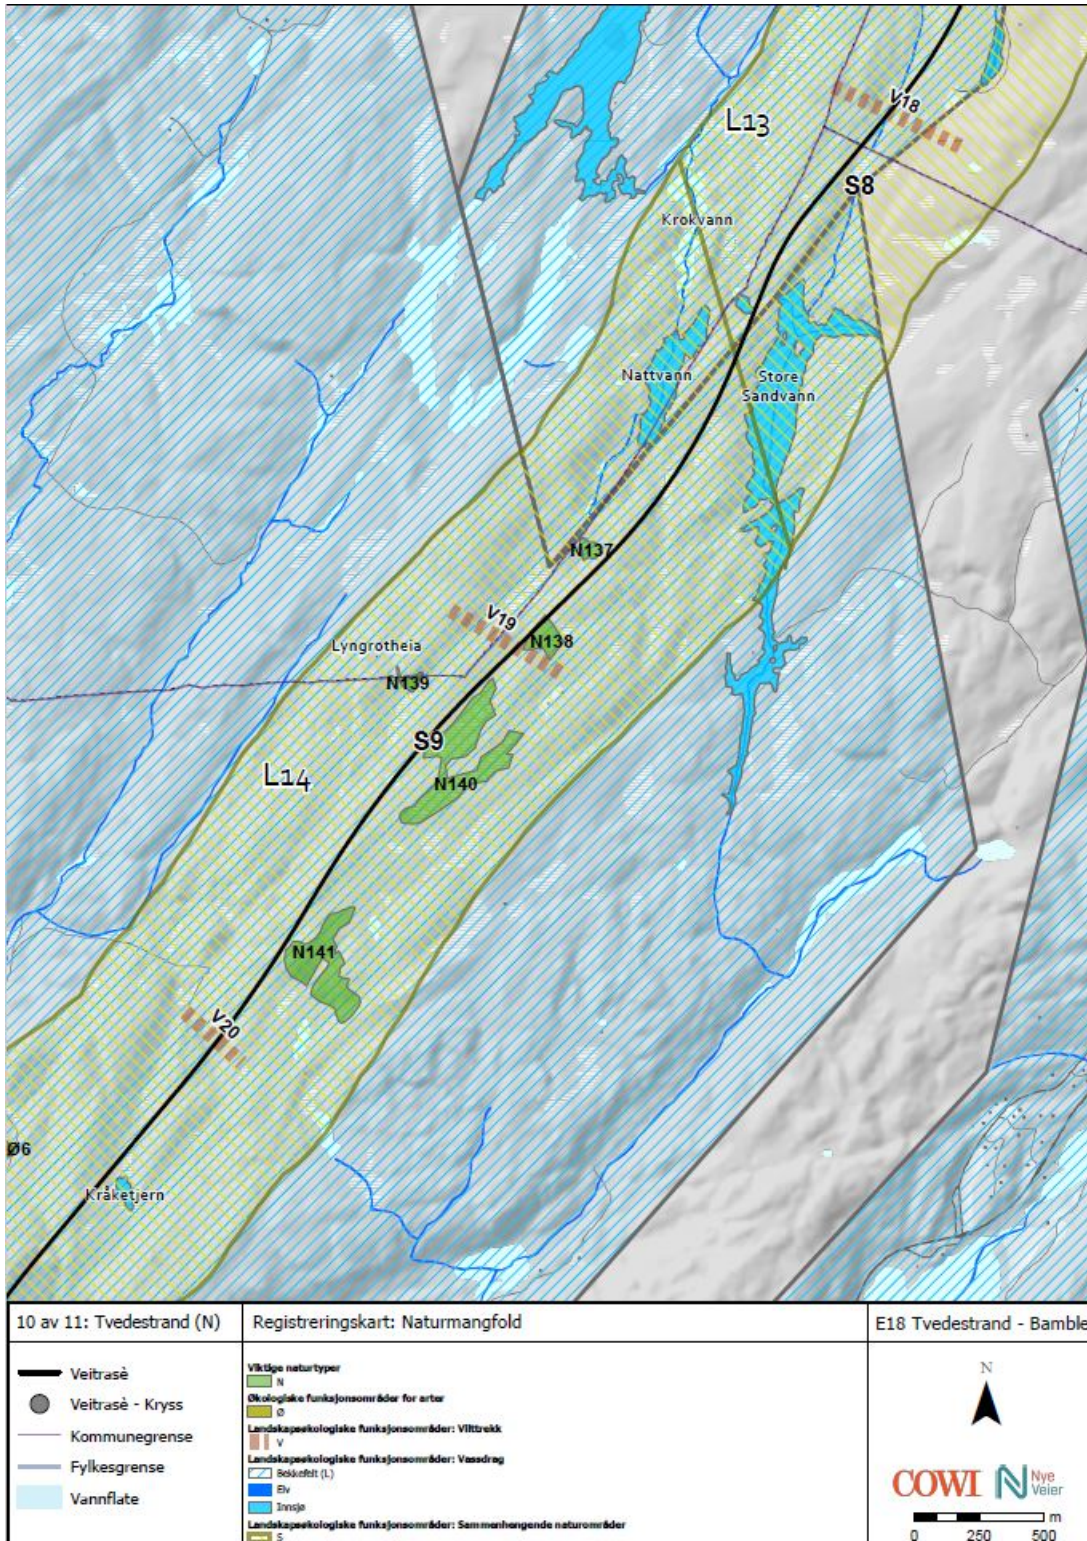 V18
L13
S8
Krokvann
Nattvann
Store
Sandvann
N137
V19
N138
Lyngrotheia
N139
S9
L14
N140
N141
V20
Ø6
Kråketjern
10 av 11: Tvedestrand (N)
Registreringskart: Naturmangfold
E18 Tvedestrand - Bamble
Veitrasè
Veitrasè - Kryss
Kommunegrense
Fylkesgrense
Vannflate
Viktige naturtyper
N
Økologiske funksjonsområder for arter
Ø
Landskapsøkologiske funksjonsområder: Vilttrekk
V
Landskapsøkologiske funksjonsområder: Vassdrag
Bekkefelt (L)
Elv
Innsjø
Landskapsøkologiske funksjonsområder: Sammenhengende naturområder
S
N
COWI
Nye
Veier
m
0 250 500